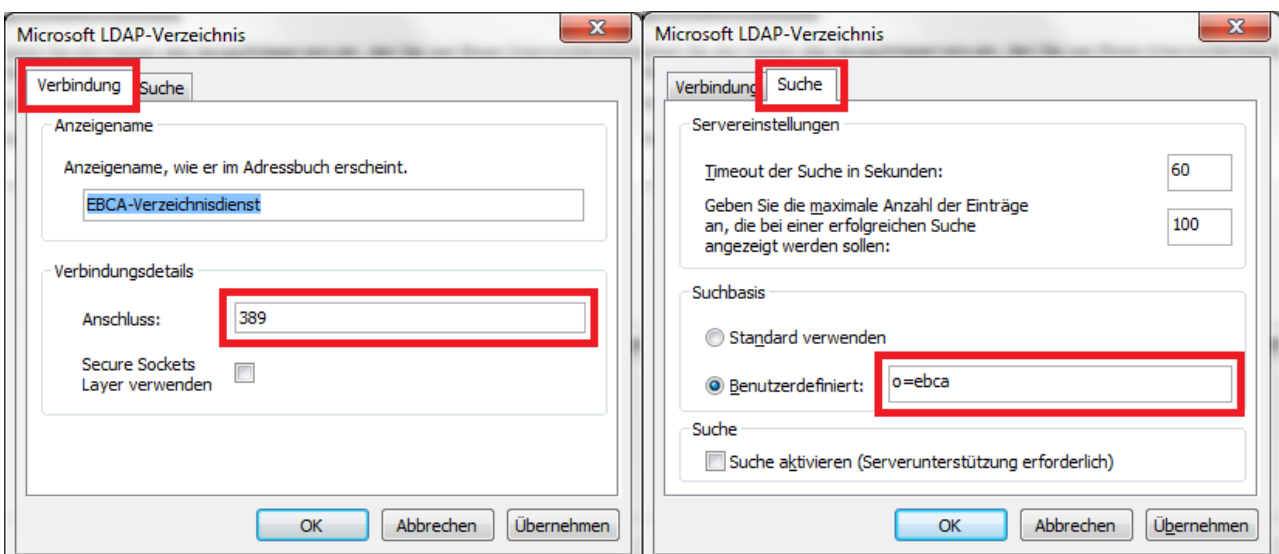 Microsoft LDAP-Verzeichnis
Verbindung
Suche
Anzeigename
Anzeigename, wie er im Adressbuch erscheint.
EBCA-Verzeichnisdienst
Verbindungsdetails
Anschluss:
389
Secure Sockets
Layer verwenden
OK
Abbrechen
Übernehmen
Microsoft LDAP-Verzeichnis
Verbindung
Suche
Servereinstellungen
Timeout der Suche in Sekunden:
60
Geben Sie die maximale Anzahl der Einträge
an, die bei einer erfolgreichen Suche
angezeigt werden sollen:
100
Suchbasis
Standard verwenden
Benutzerdefiniert:
o=ebca
Suche
Suche aktivieren (Serverunterstützung erforderlich)
OK
Abbrechen
Übernehmen